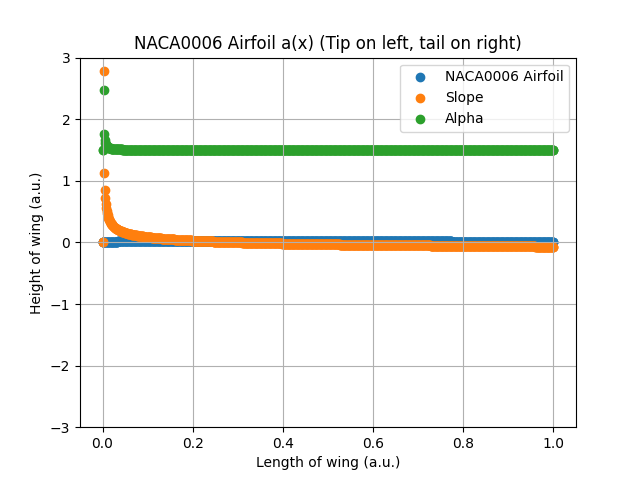 NACA0006 Airfoil a(x) (Tip on left, tail on right)
NACA0006 Airfoil
Slope
Alpha
3
2
1
0
−1
−2
−3
Height of wing (a.u.)
0.0 0.2 0.4 0.6 0.8 1.0
Length of wing (a.u.)